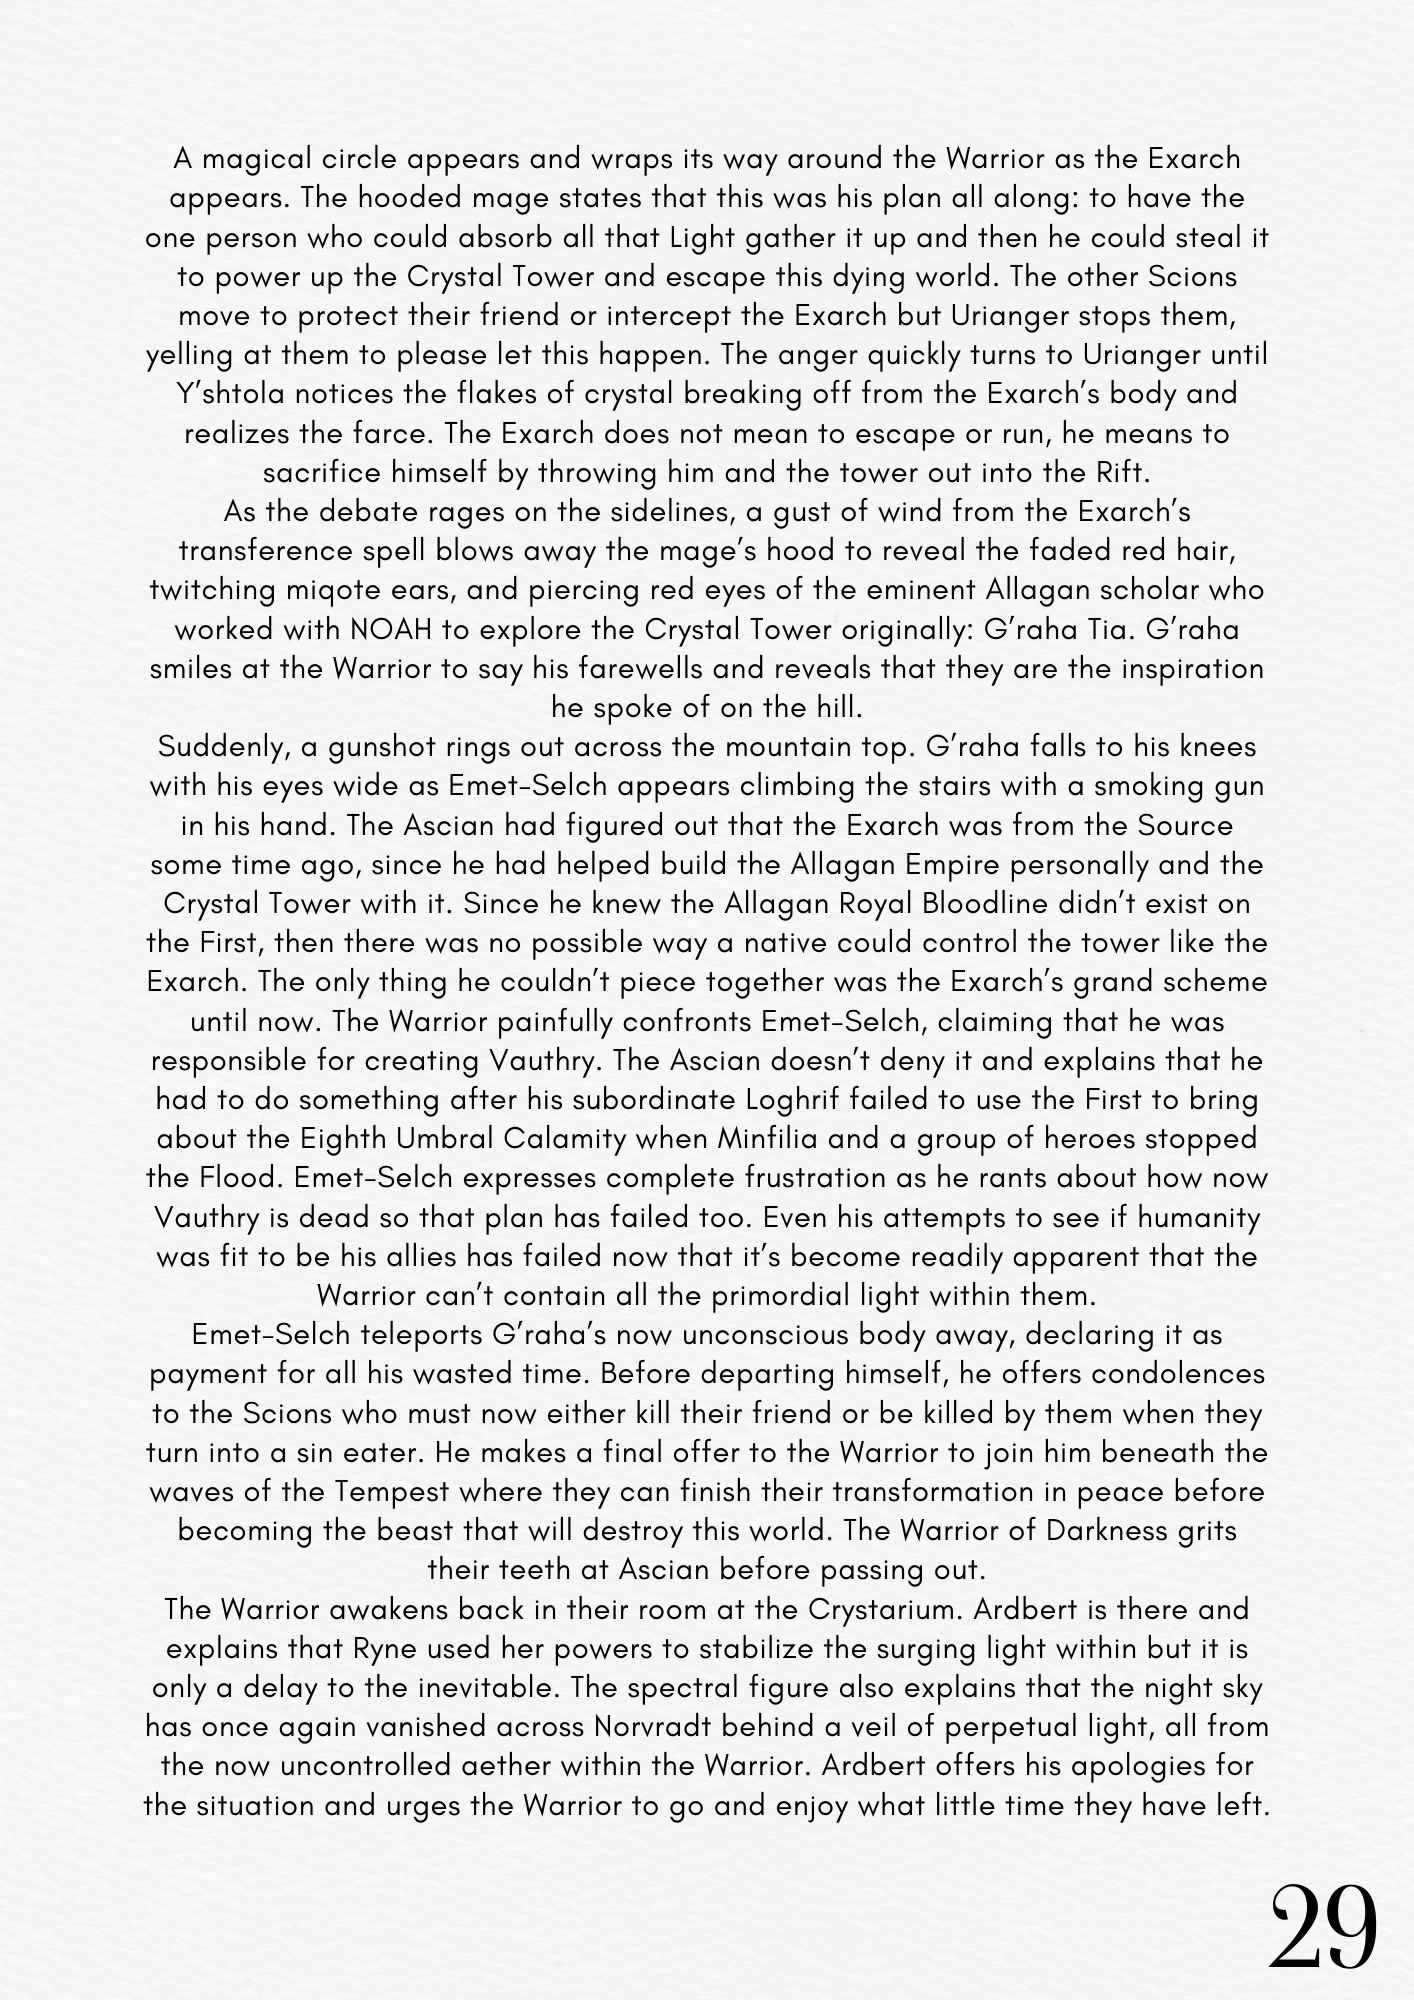 A magical circle appears and wraps its way around the Warrior as the Exarch
appears. The hooded mage states that this was his plan all along: to have the
one person who could absorb all that Light gather it up and then he could steal it
to power up the Crystal Tower and escape this dying world. The other Scions
move to protect their friend or intercept the Exarch but Urianger stops them,
yelling at them to please let this happen. The anger quickly turns to Urianger until
Y’shtola notices the flakes of crystal breaking off from the Exarch’s body and
realizes the farce. The Exarch does not mean to escape or run, he means to
sacrifice himself by throwing him and the tower out into the Rift.
As the debate rages on the sidelines, a gust of wind from the Exarch’s
transference spell blows away the mage’s hood to reveal the faded red hair,
twitching miqote ears, and piercing red eyes of the eminent Allagan scholar who
worked with NOAH to explore the Crystal Tower originally: G’raha Tia. G’raha
smiles at the Warrior to say his farewells and reveals that they are the inspiration
he spoke of on the hill.
Suddenly, a gunshot rings out across the mountain top. G’raha falls to his knees
with his eyes wide as Emet-Selch appears climbing the stairs with a smoking gun
in his hand. The Ascian had figured out that the Exarch was from the Source
some time ago, since he had helped build the Allagan Empire personally and the
Crystal Tower with it. Since he knew the Allagan Royal Bloodline didn’t exist on
the First, then there was no possible way a native could control the tower like the
Exarch. The only thing he couldn’t piece together was the Exarch’s grand scheme
until now. The Warrior painfully confronts Emet-Selch, claiming that he was
responsible for creating Vauthry. The Ascian doesn’t deny it and explains that he
had to do something after his subordinate Loghrif failed to use the First to bring
about the Eighth Umbral Calamity when Minfilia and a group of heroes stopped
the Flood. Emet-Selch expresses complete frustration as he rants about how now
Vauthry is dead so that plan has failed too. Even his attempts to see if humanity
was fit to be his allies has failed now that it’s become readily apparent that the
Warrior can’t contain all the primordial light within them.
Emet-Selch teleports G’raha’s now unconscious body away, declaring it as
payment for all his wasted time. Before departing himself, he offers condolences
to the Scions who must now either kill their friend or be killed by them when they
turn into a sin eater. He makes a final offer to the Warrior to join him beneath the
waves of the Tempest where they can finish their transformation in peace before
becoming the beast that will destroy this world. The Warrior of Darkness grits
their teeth at Ascian before passing out.
The Warrior awakens back in their room at the Crystarium. Ardbert is there and
explains that Ryne used her powers to stabilize the surging light within but it is
only a delay to the inevitable. The spectral figure also explains that the night sky
has once again vanished across Norvradt behind a veil of perpetual light, all from
the now uncontrolled aether within the Warrior. Ardbert offers his apologies for
the situation and urges the Warrior to go and enjoy what little time they have left.
29